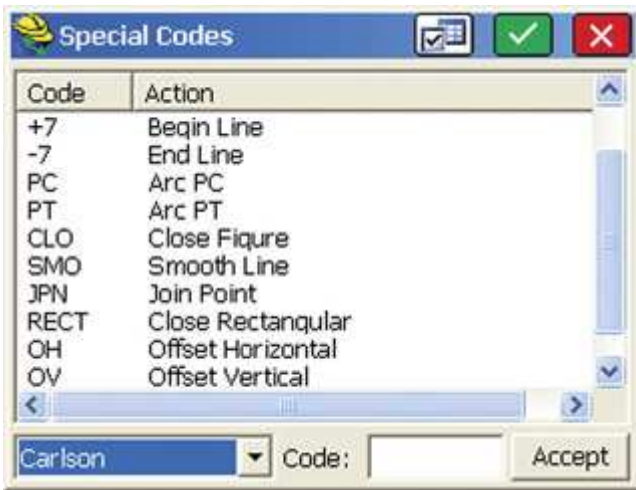 Special Codes
Code Action
+7 Begin Line
-7 End Line
PC Arc PC
PT Arc PT
CLO Close Figure
SMO Smooth Line
JPN Join Point
RECT Close Rectangular
OH Offset Horizontal
OV Offset Vertical
Carlson Code: Accept